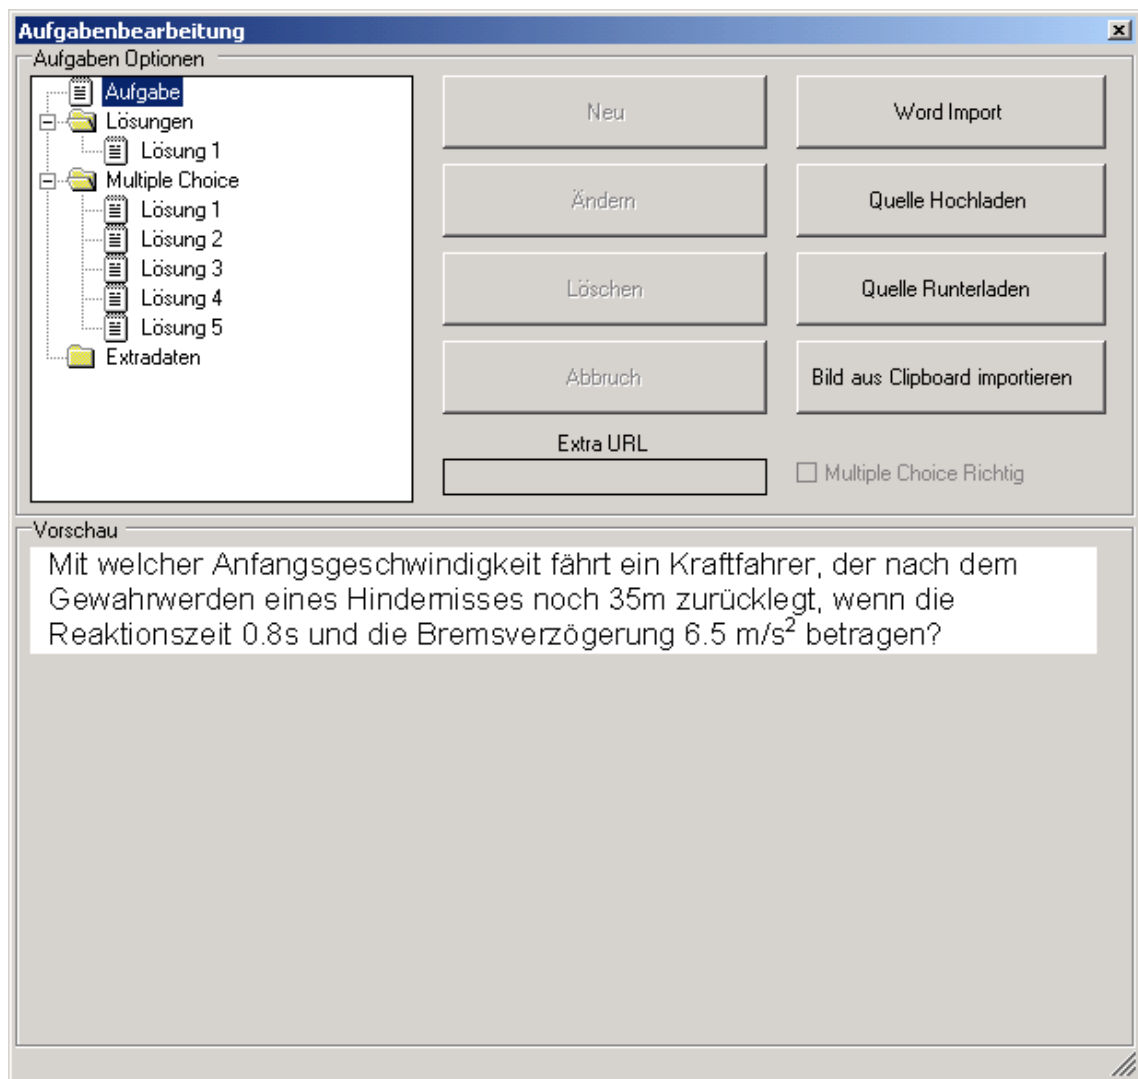 Aufgabenbearbeitung
Aufgaben Optionen
Aufgabe
Lösungen
Lösung 1
Multiple Choice
Lösung 1
Lösung 2
Lösung 3
Lösung 4
Lösung 5
Extradaten
Neu
Word Import
Ändern
Quelle Hochladen
Löschen
Quelle Runterladen
Abbruch
Bild aus Clipboard importieren
Extra URL
Multiple Choice Richtig
Vorschau
Mit welcher Anfangsgeschwindigkeit fährt ein Kraftfahrer, der nach dem
Gewahrwerden eines Hindernisses noch 35m zurücklegt, wenn die
Reaktionszeit 0.8s und die Bremsverzögerung 6.5 m/s² betragen?